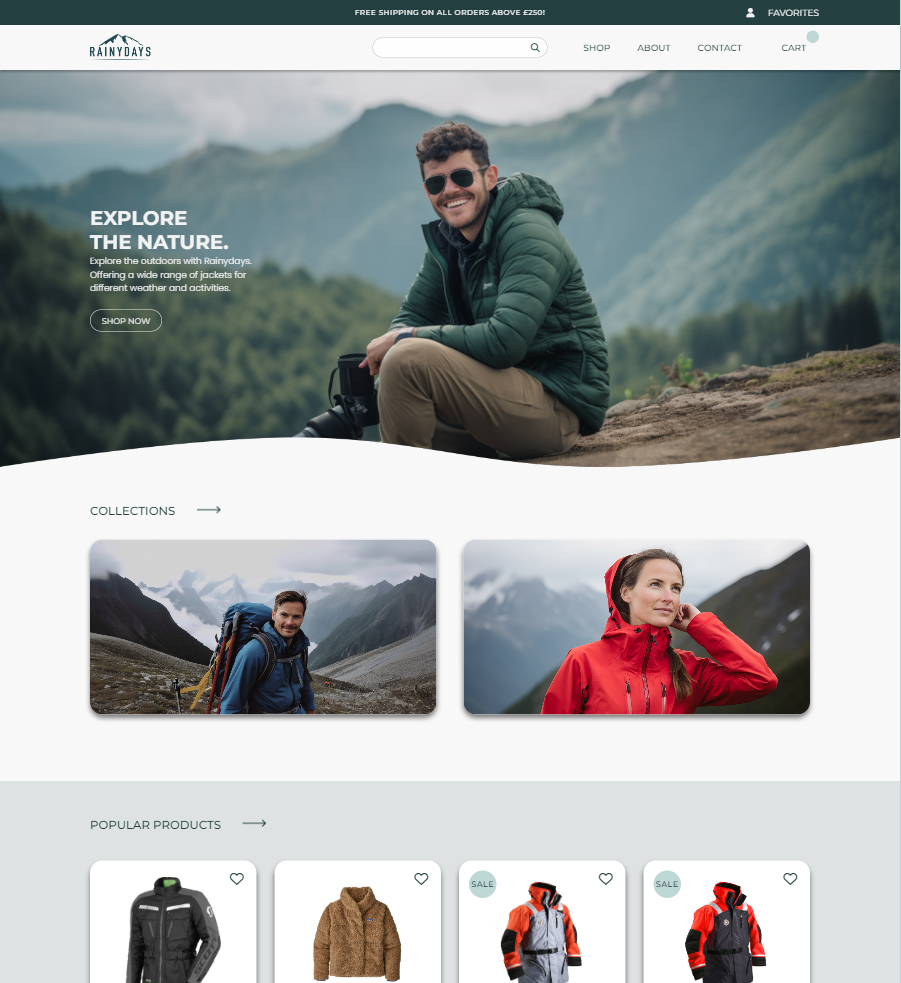 FREE SHIPPING ON ALL ORDERS ABOVE £250!
FAVORITES
RAINYDAYS
SHOP
ABOUT
CONTACT
CART
EXPLORE
THE NATURE.
Explore the outdoors with Rainydays.
Offering a wide range of jackets for
different weather and activities.
SHOP NOW
COLLECTIONS
POPULAR PRODUCTS
SALE
SALE